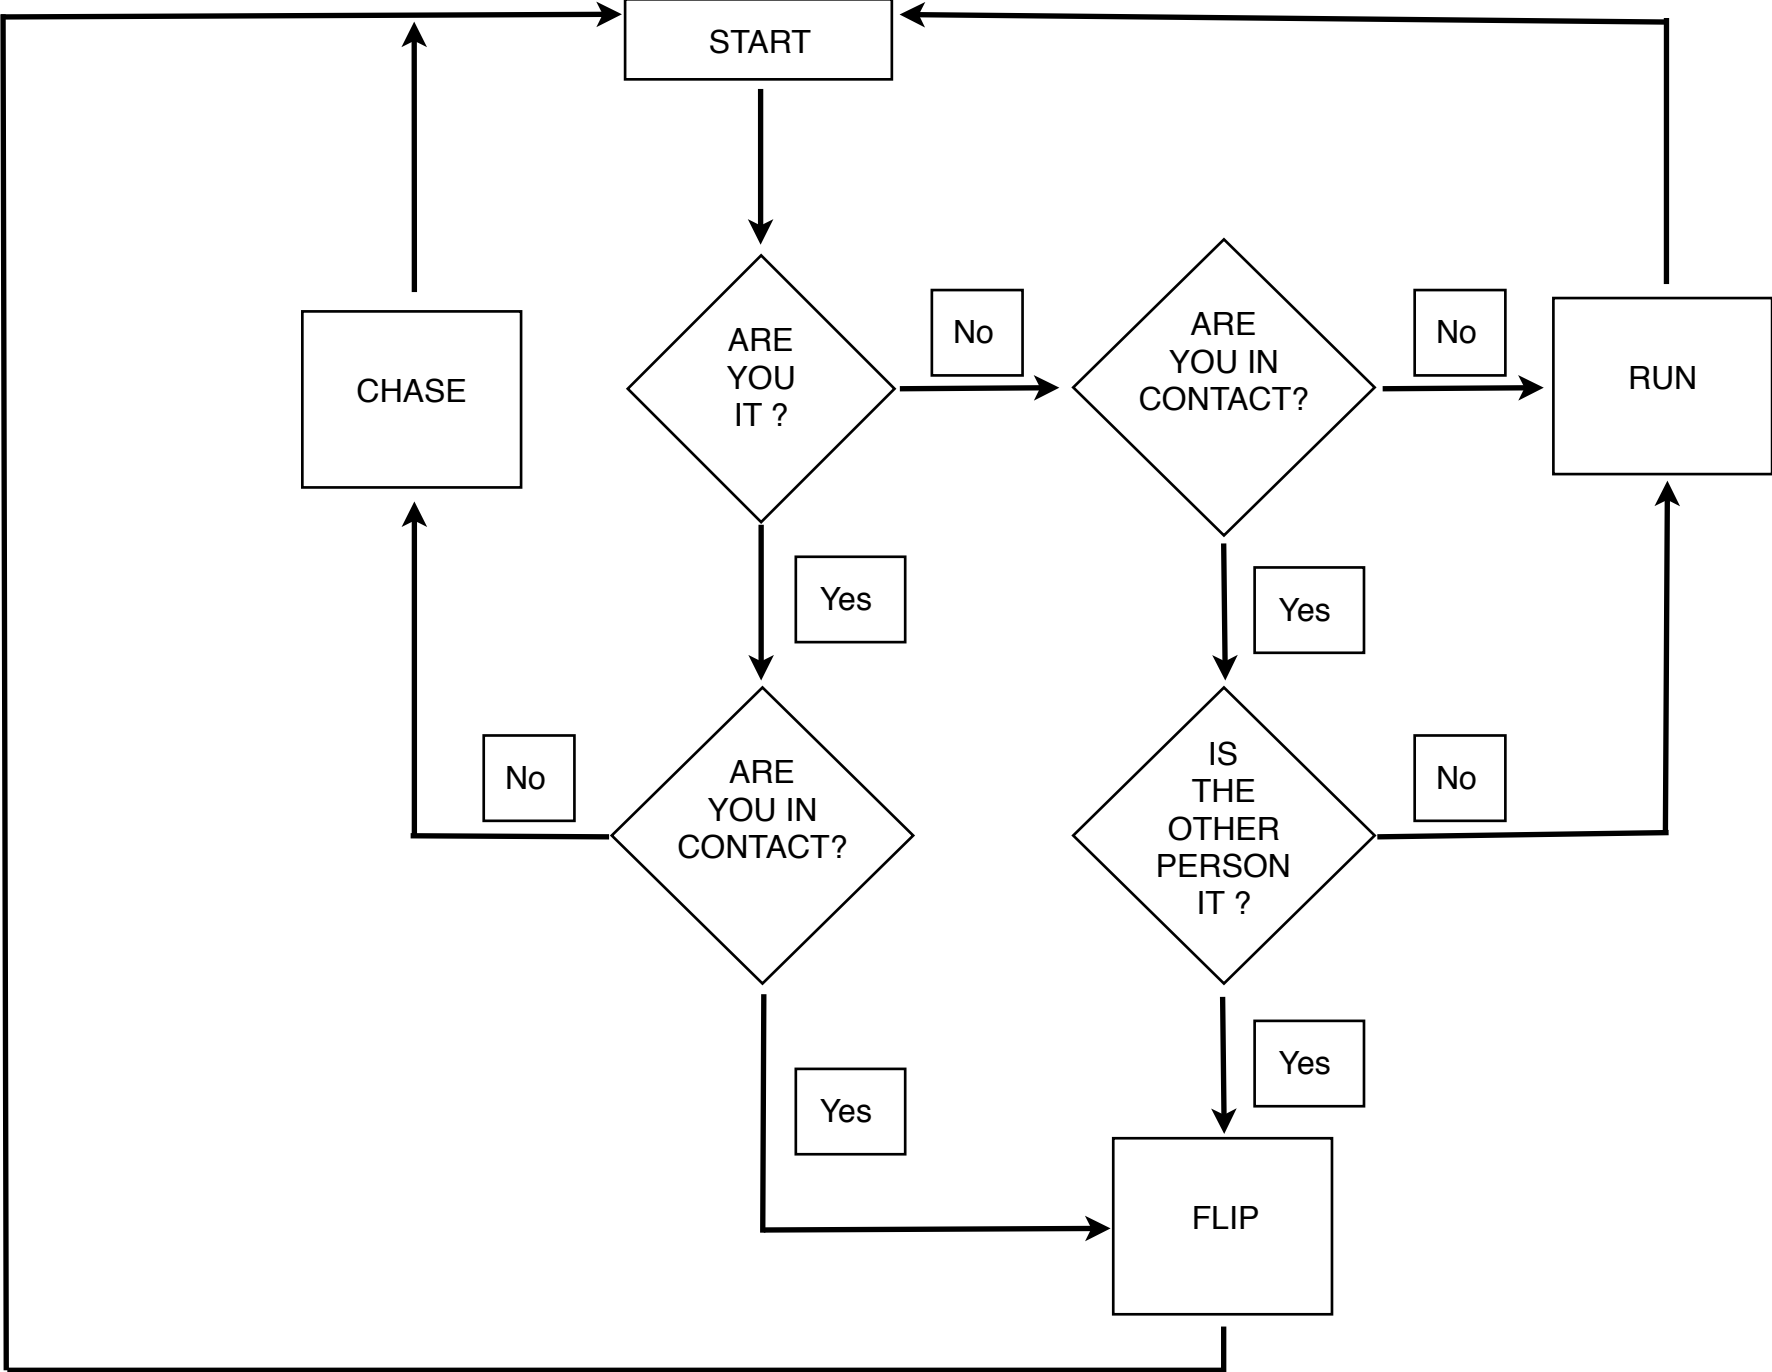 START
ARE
YOU
IT ?
No
ARE
YOU IN
CONTACT?
No
RUN
CHASE
Yes
Yes
No
ARE
YOU IN
CONTACT?
IS
THE
OTHER
PERSON
IT ?
No
Yes
Yes
FLIP